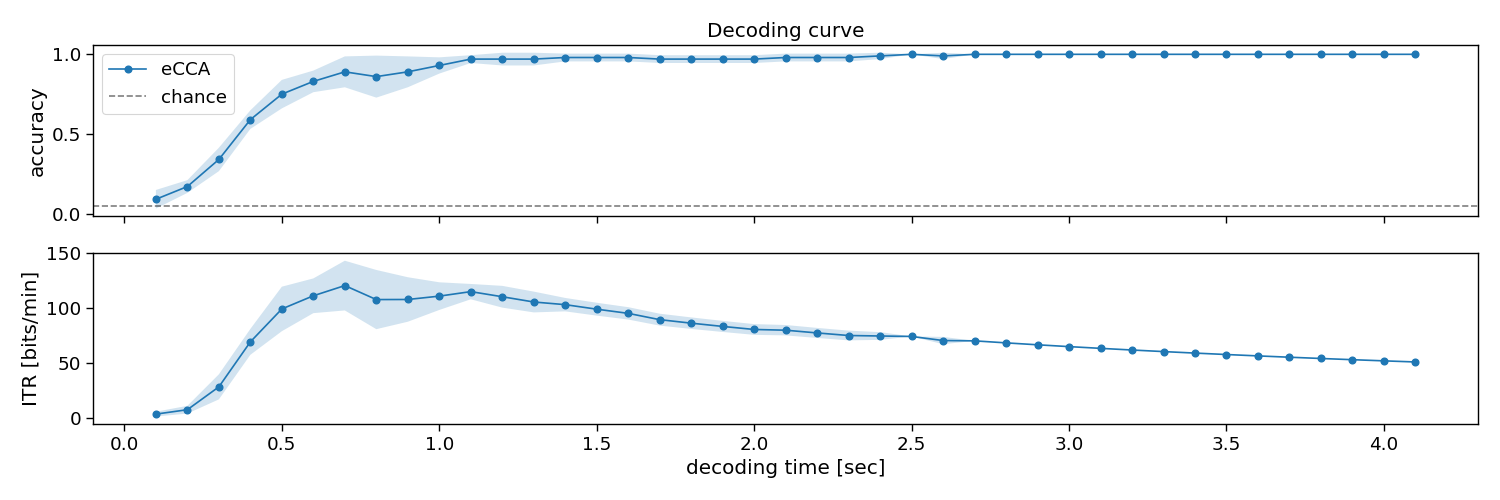 Decoding curve
1.0
0.5
0.0
accuracy
eCCA
chance
150
100
50
0
ITR [bits/min]
0.0 0.5 1.0 1.5 2.0 2.5 3.0 3.5 4.0
decoding time [sec]